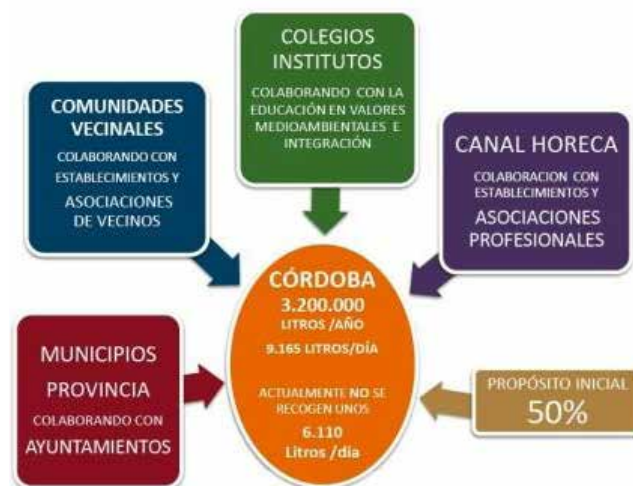 COLEGIOS
INSTITUTOS
COLABORANDO CON LA
EDUCACIÓN EN VALORES
MEDIOAMBIENTALES E
INTEGRACIÓN
COMUNIDADES
VECINALES
COLABORANDO CON
ESTABLECIMIENTOS Y
ASOCIACIONES
DE VECINOS
CANAL HORECA
COLABORACION CON
ESTABLECIMIENTOS Y
ASOCIACIONES
PROFESIONALES
CÓRDOBA
3.200.000
LITROS /AÑO
9.165 LITROS/DÍA
ACTUALMENTE NO SE
RECOGEN UNOS
6.110
Litros /día
MUNICIPIOS
PROVINCIA
COLABORANDO CON
AYUNTAMIENTOS
PROPÓSITO INICIAL
50%